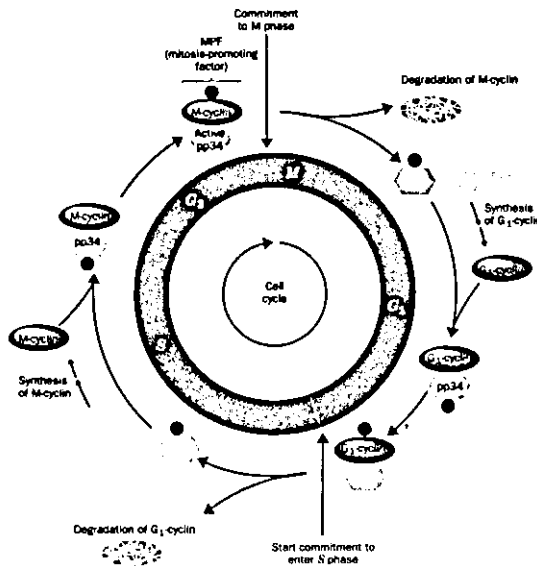 Commitment
to M phase
MPF
(mitosis-promoting
factor)
M-cyclin
Active
pp34
Degradation of M-cyclin
Synthesis
of G₁-cyclin
G₁-cyclin
G₁-cyclin
pp34
G₁-cyclin
Start commitment to
enter S phase
Degradation of G₁-cyclin
Synthesis
of M-cyclin
M-cyclin
M-cyclin
pp34
M
G₁
S
G₂
Cell
cycle